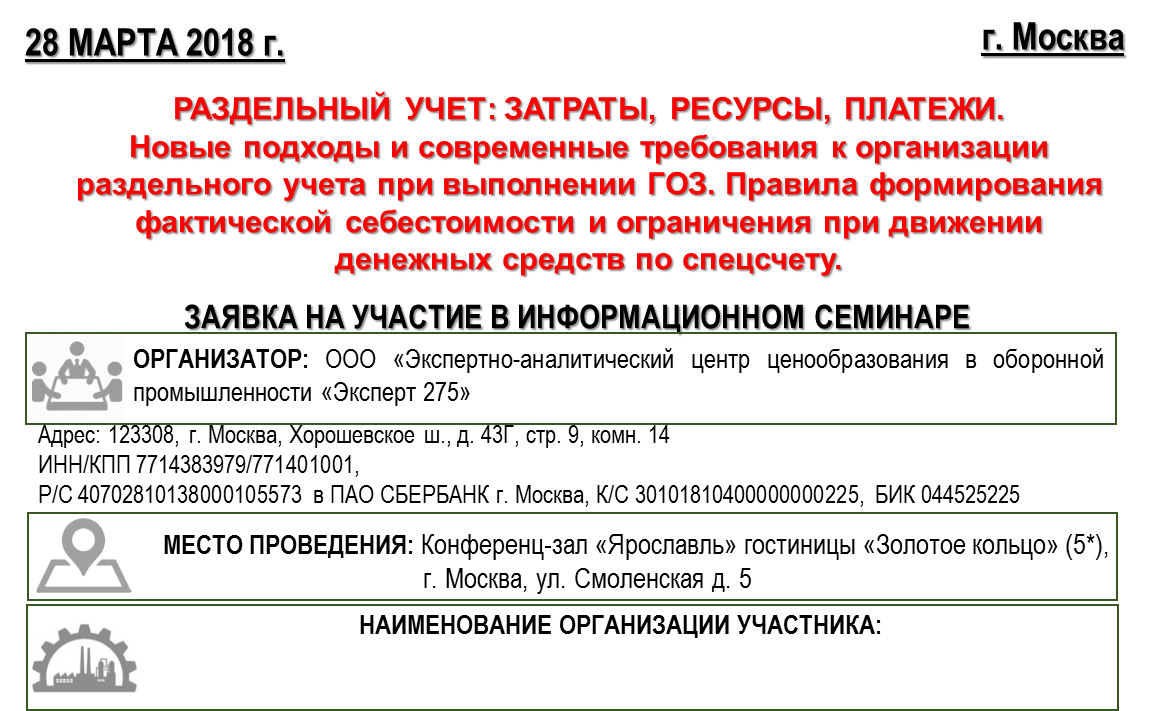 28 МАРТА 2018 г.
г. Москва
РАЗДЕЛЬНЫЙ УЧЕТ: ЗАТРАТЫ, РЕСУРСЫ, ПЛАТЕЖИ.
Новые подходы и современные требования к организации
раздельного учета при выполнении ГОЗ. Правила формирования
фактической себестоимости и ограничения при движении
денежных средств по спецсчету.
ЗАЯВКА НА УЧАСТИЕ В ИНФОРМАЦИОННОМ СЕМИНАРЕ
ОРГАНИЗАТОР: ООО «Экспертно-аналитический центр ценообразования в оборонной
промышленности «Эксперт 275»
Адрес: 123308, г. Москва, Хорошевское ш., д. 43Г, стр. 9, комн. 14
ИНН/КПП 7714383979/771401001,
Р/С 40702810138000105573 в ПАО СБЕРБАНК г. Москва, К/С 30101810400000000225, БИК 044525225
МЕСТО ПРОВЕДЕНИЯ: Конференц-зал «Ярославль» гостиницы «Золотое кольцо» (5*),
г. Москва, ул. Смоленская д. 5
НАИМЕНОВАНИЕ ОРГАНИЗАЦИИ УЧАСТНИКА: